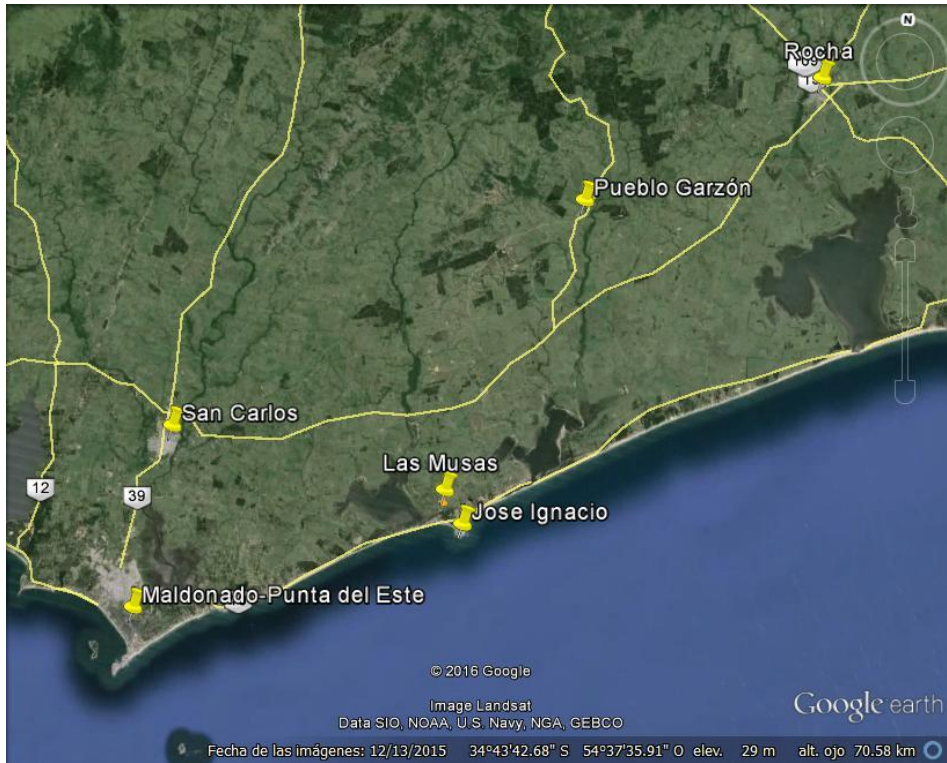 N
Rocha
109
15
Pueblo Garzón
San Carlos
Las Musas
12
39
Jose Ignacio
Maldonado-Punta del Este
© 2016 Google
Image Landsat
Data SIO, NOAA, U.S. Navy, NGA, GEBCO
Google earth
Fecha de las imágenes: 12/13/2015 34°43'42.68" S 54°37'35.91" O elev. 29 m alt. ojo 70.58 km